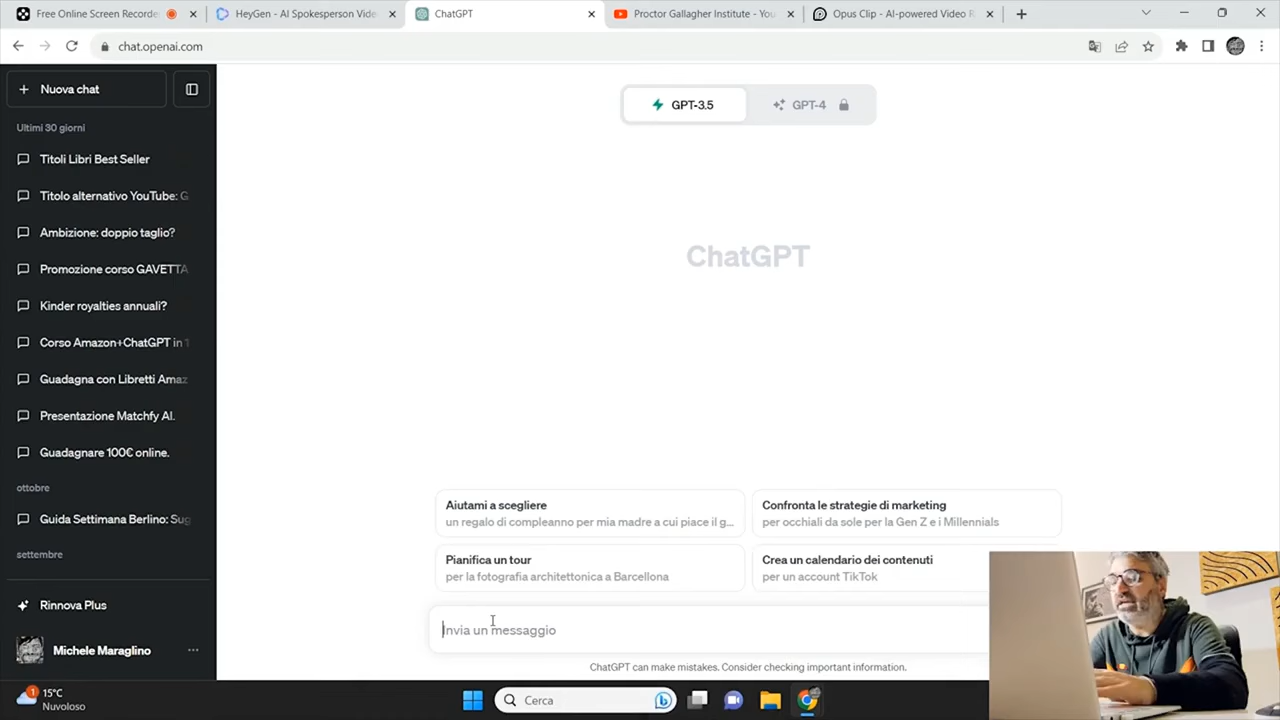 Free Online Screen Recorde
HeyGen - AI Spokesperson Vide
ChatGPT
Proctor Gallagher Institute - You
Opus Clip - AI-powered Video R
chat.openai.com
Nuova chat
Ultimi 30 giorni
Titoli Libri Best Seller
Titolo alternativo YouTube: G
Ambizione: doppio taglio?
Promozione corso GAVETTA
Kinder royalties annuali?
Corso Amazon+ChatGPT in 1
Guadagna con Libretti Amaz
Presentazione Matchfy AI.
Guadagnare 100€ online.
ottobre
Guida Settimana Berlino: Sug
settembre
Rinnova Plus
Michele Maraglino
GPT-3.5
GPT-4
ChatGPT
Aiutami a scegliere
un regalo di compleanno per mia madre a cui piace il g...
Confronta le strategie di marketing
per occhiali da sole per la Gen Z e i Millennials
Pianifica un tour
per la fotografia architettonica a Barcellona
Crea un calendario dei contenuti
per un account TikTok
Invia un messaggio
ChatGPT can make mistakes. Consider checking important information.
1
15°C
Nuvoloso
Cerca